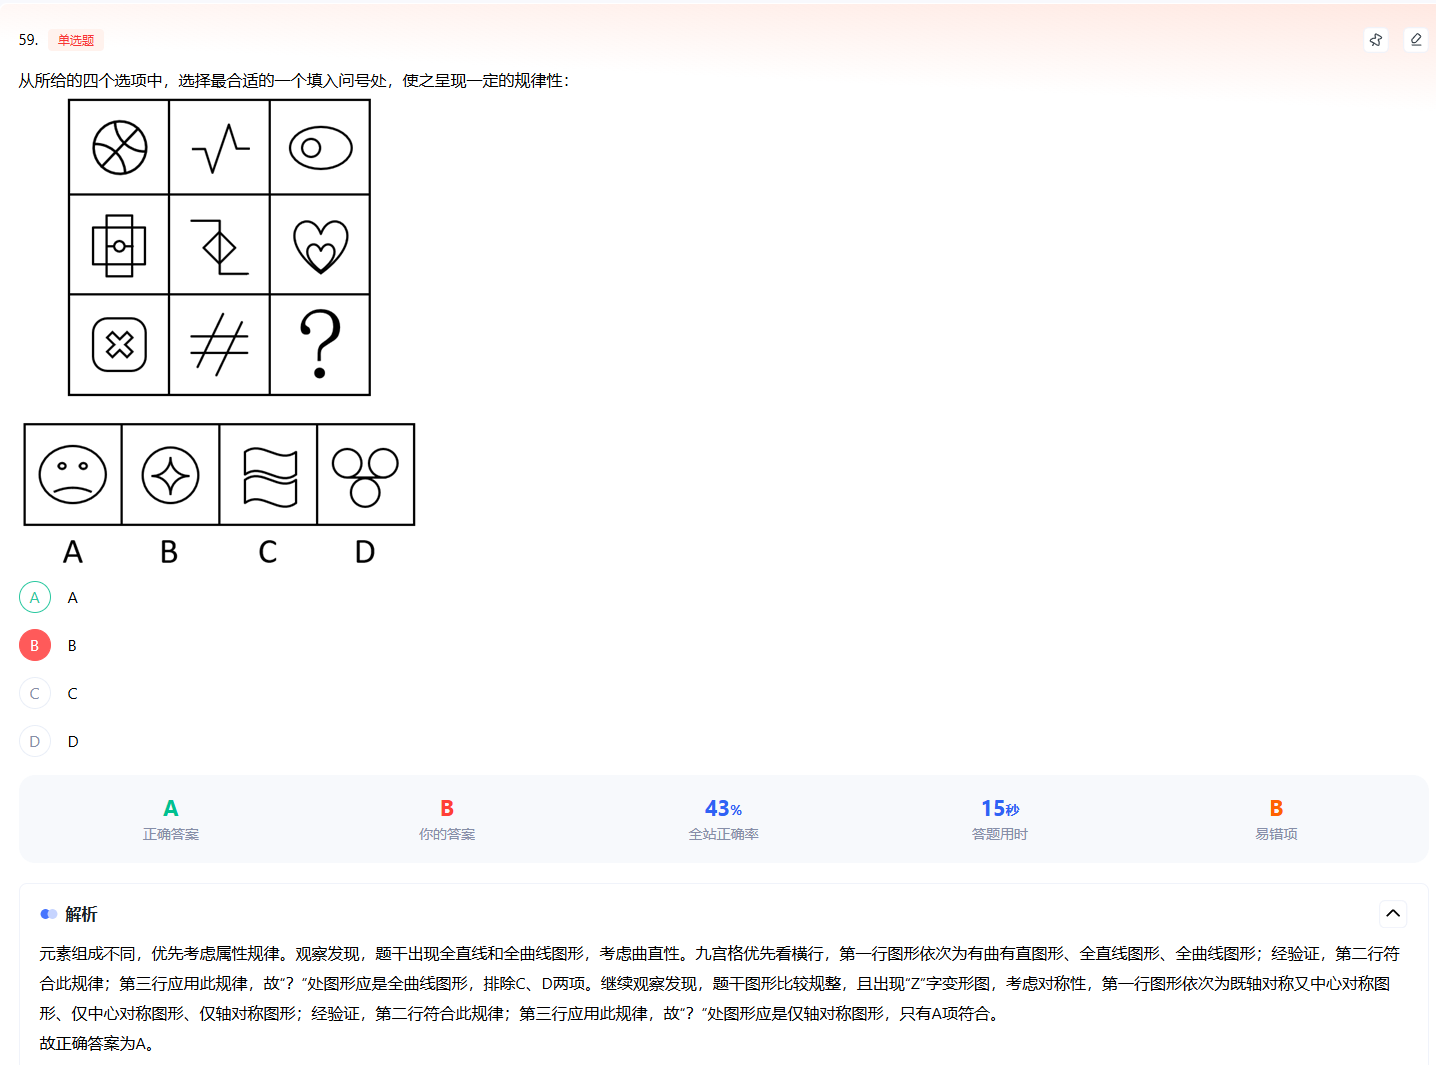 59. 单选题
从所给的四个选项中，选择最合适的一个填入问号处，使之呈现一定的规律性：
?
A B C D
A A
B B
C C
D D
A B 43% 15秒 B
正确答案 你的答案 全站正确率 答题用时 易错项
解析
元素组成不同，优先考虑属性规律。观察发现，题干出现全直线和全曲线图形，考虑曲直性。九宫格优先看横行，第一行图形依次为有曲有直图形、全直线图形、全曲线图形；经验证，第二行符
合此规律；第三行应用此规律，故“？”处图形应是全曲线图形，排除C、D两项。继续观察发现，题干图形比较规整，且出现“Z”字变形图，考虑对称性，第一行图形依次为既轴对称又中心对称图
形、仅中心对称图形、仅轴对称图形；经验证，第二行符合此规律；第三行应用此规律，故“？”处图形应是仅轴对称图形，只有A项符合。
故正确答案为A。